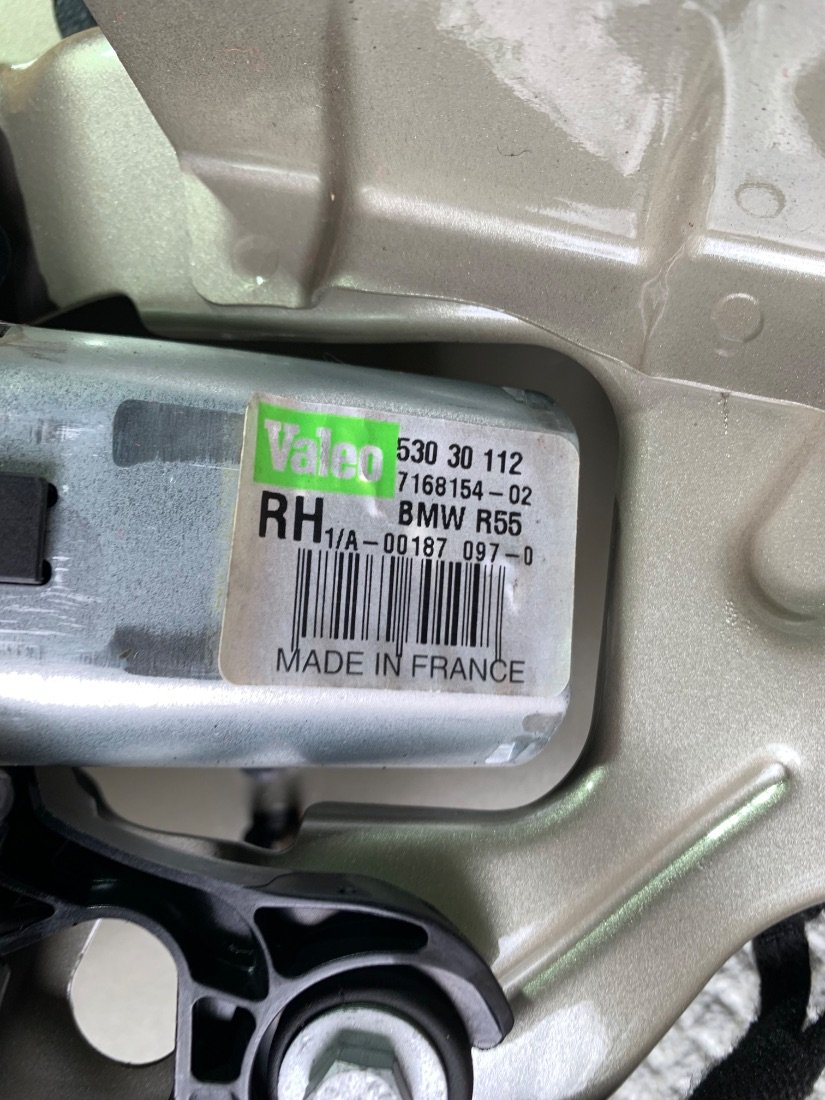 Valeo 530 30 112
7168154-02
RH BMW R55
1/A-00187 097-0
MADE IN FRANCE